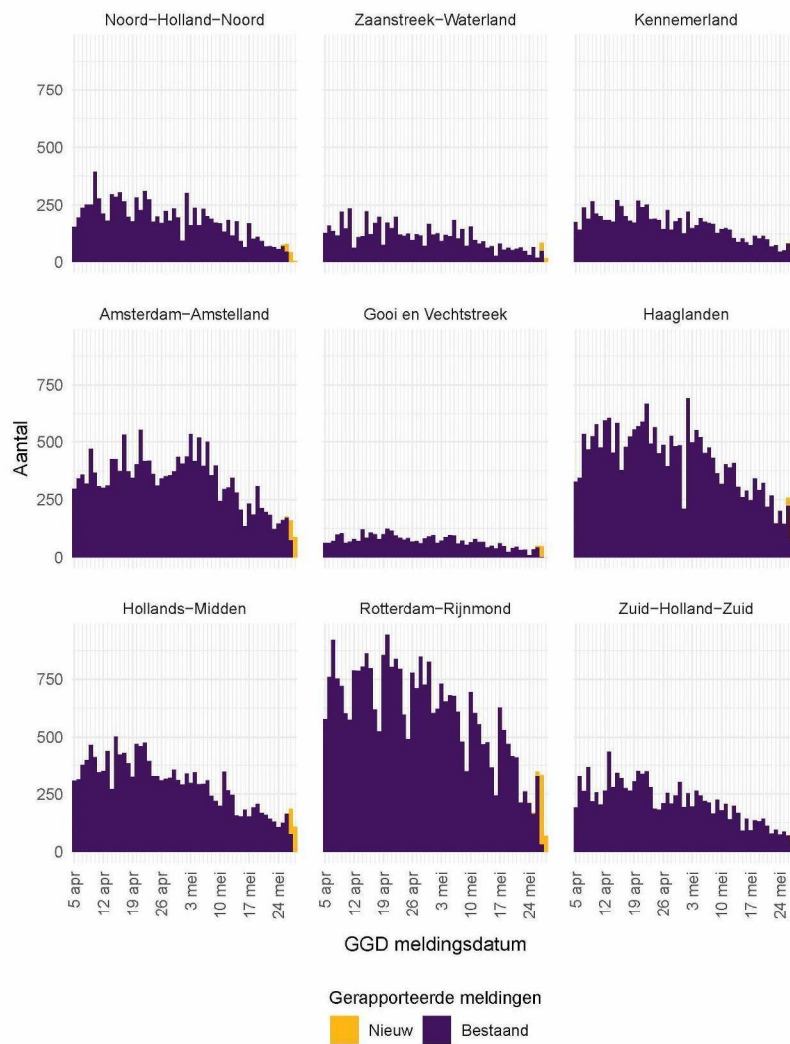 Noord-Holland-Noord
Zaanstreek-Waterland
Kennemerland
750
500
250
0
Amsterdam-Amstelland
Gooi en Vechtstreek
Haaglanden
Aantal
750
500
250
0
Hollands-Midden
Rotterdam-Rijnmond
Zuid-Holland-Zuid
750
500
250
0
5 apr
12 apr
19 apr
26 apr
3 mei
10 mei
17 mei
24 mei
5 apr
12 apr
19 apr
26 apr
3 mei
10 mei
17 mei
24 mei
5 apr
12 apr
19 apr
26 apr
3 mei
10 mei
17 mei
24 mei
GGD meldingsdatum
Gerapporteerde meldingen
Nieuw
Bestaand